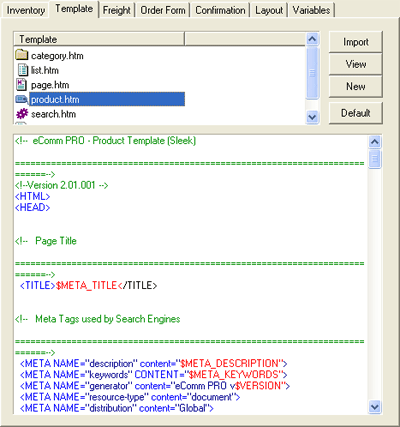 Inventory Template Freight Order Form Confirmation Layout Variables
Template
category.htm
list.htm
page.htm
product.htm
search.htm
Import
View
New
Default
<!-- eComm PRO - Product Template (Sleek)
==========================================================
======-->
<!--Version 2.01.001 -->
<HTML>
<HEAD>
<!-- Page Title
==========================================================
======-->
<TITLE>$META_TITLE</TITLE>
<!-- Meta Tags used by Search Engines
==========================================================
======-->
<META NAME="description" content="$META_DESCRIPTION">
<META NAME="keywords" CONTENT="$META_KEYWORDS">
<META NAME="generator" content="eComm PRO v$VERSION">
<META NAME="resource-type" content="document">
<META NAME="distribution" content="Global">